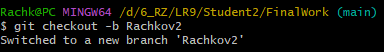 Rachk@PC MINGW64 /d/6_RZ/LR9/Student2/FinalWork (main)
$ git checkout -b Rachkov2
Switched to a new branch 'Rachkov2'